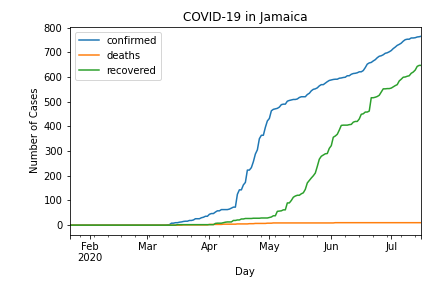 COVID-19 in Jamaica
confirmed
deaths
recovered
Number of Cases
800
700
600
500
400
300
200
100
0
Feb Mar Apr May Jun Jul
2020
Day